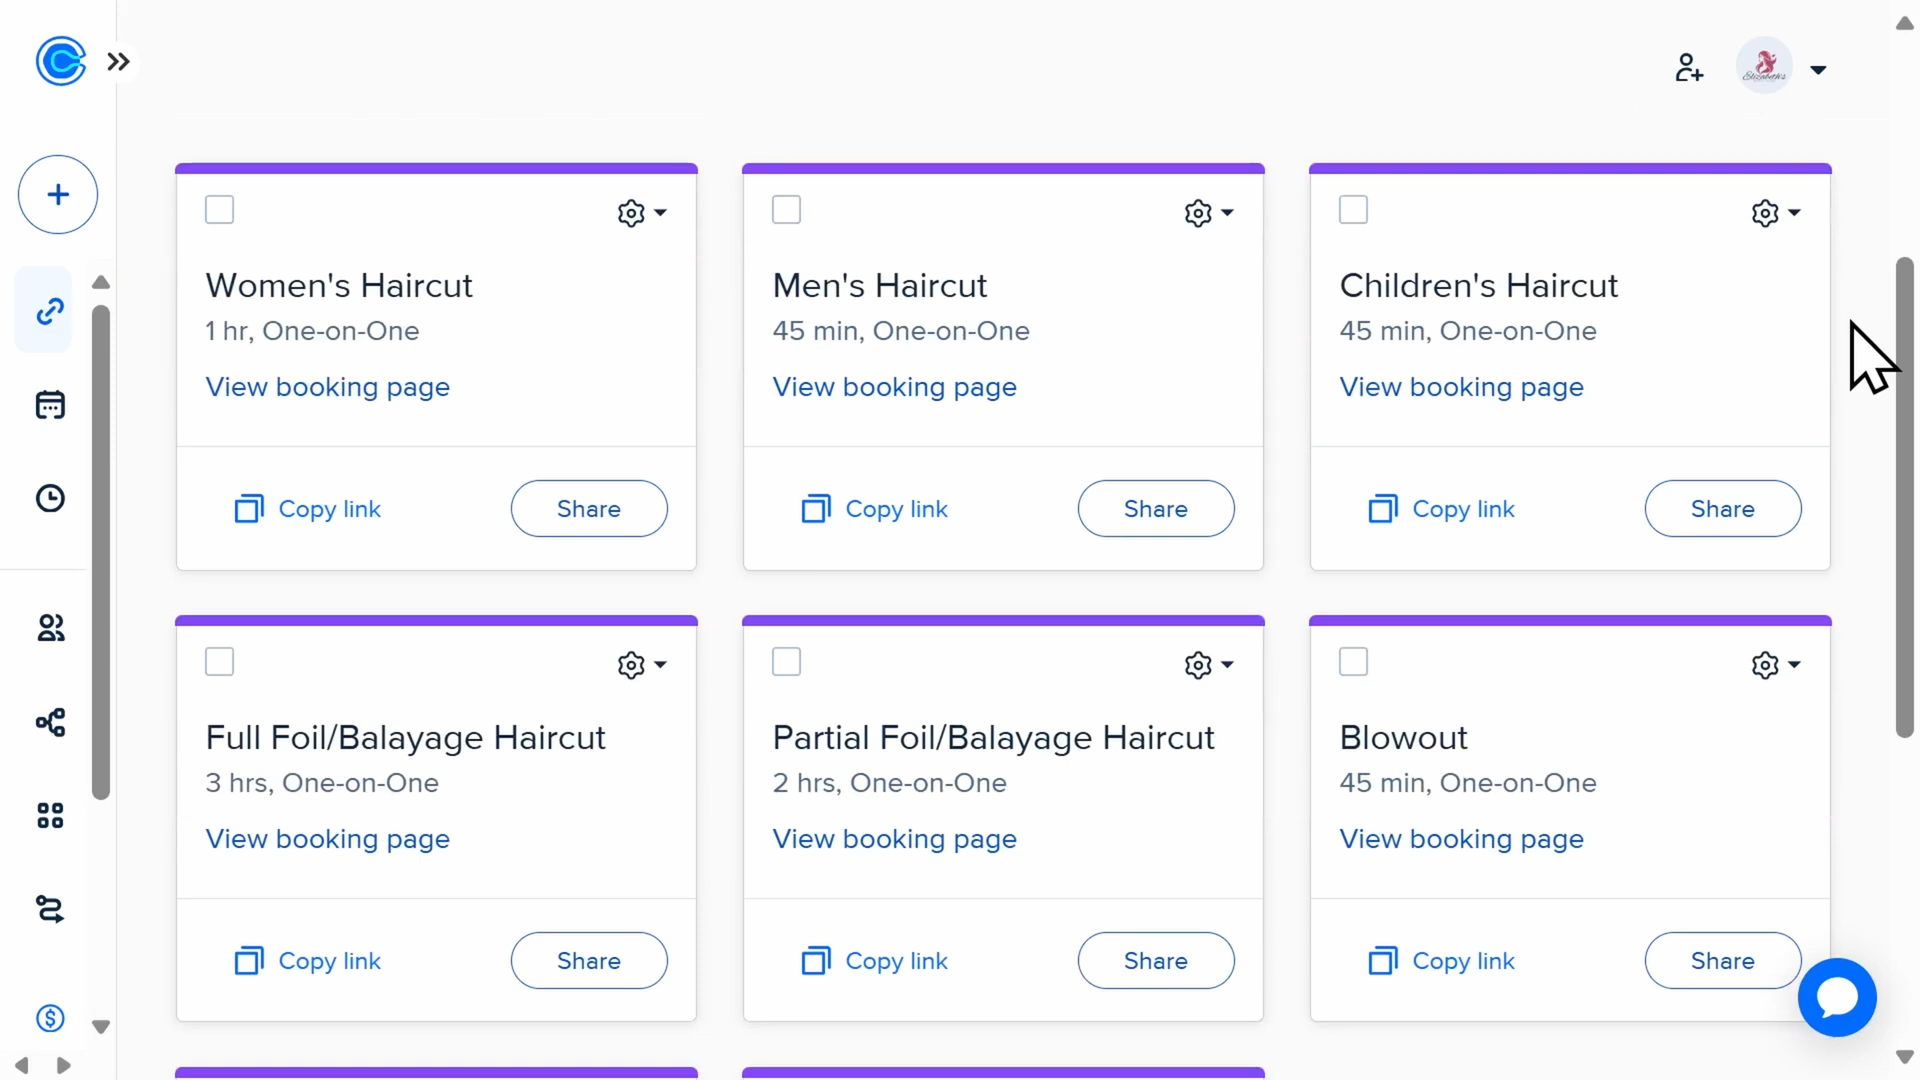 Elizabeth's
Women's Haircut
1 hr, One-on-One
View booking page
Copy link
Share
Men's Haircut
45 min, One-on-One
View booking page
Copy link
Share
Children's Haircut
45 min, One-on-One
View booking page
Copy link
Share
Full Foil/Balayage Haircut
3 hrs, One-on-One
View booking page
Copy link
Share
Partial Foil/Balayage Haircut
2 hrs, One-on-One
View booking page
Copy link
Share
Blowout
45 min, One-on-One
View booking page
Copy link
Share